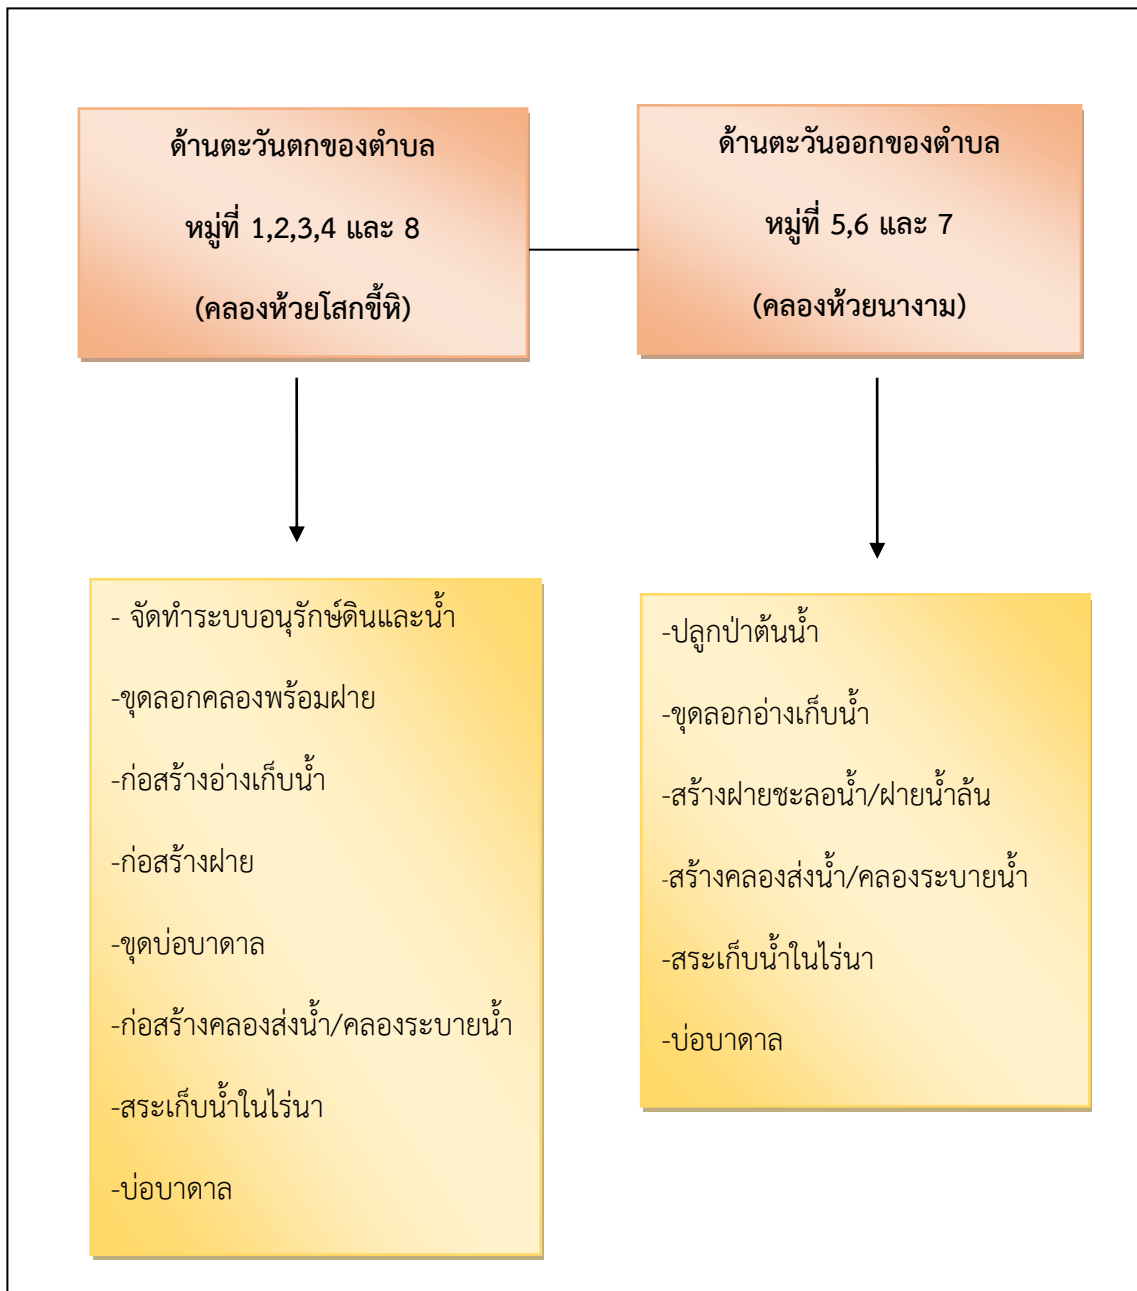 ด้านตะวันตกของตำบล
หมู่ที่ 1,2,3,4 และ 8
(คลองห้วยโสกขี้หิ)
ด้านตะวันออกของตำบล
หมู่ที่ 5,6 และ 7
(คลองห้วยนางาม)
- จัดทำระบบอนุรักษ์ดินและน้ำ
-ขุดลอกคลองพร้อมฝาย
-ก่อสร้างอ่างเก็บน้ำ
-ก่อสร้างฝาย
-ขุดบ่อบาดาล
-ก่อสร้างคลองส่งน้ำ/คลองระบายน้ำ
-สระเก็บน้ำในไร่นา
-บ่อบาดาล
-ปลูกป่าต้นน้ำ
-ขุดลอกอ่างเก็บน้ำ
-สร้างฝายชะลอน้ำ/ฝายน้ำล้น
-สร้างคลองส่งน้ำ/คลองระบายน้ำ
-สระเก็บน้ำในไร่นา
-บ่อบาดาล